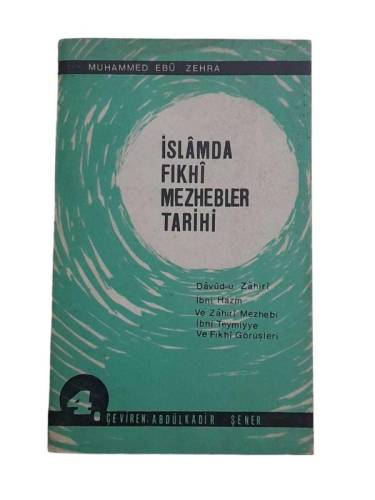 MUHAMMED EBÛ ZEHRA
İSLÂMDA
FIKHÎ
MEZHEBLER
TARİHİ
Dâvûd-u Zâhirî
İbni Hazm
Ve Zâhirî Mezhebi
İbni Teymiyye
Ve Fıkhî Görüşleri
4.
ÇEVİREN: ABDÜLKADİR ŞENER